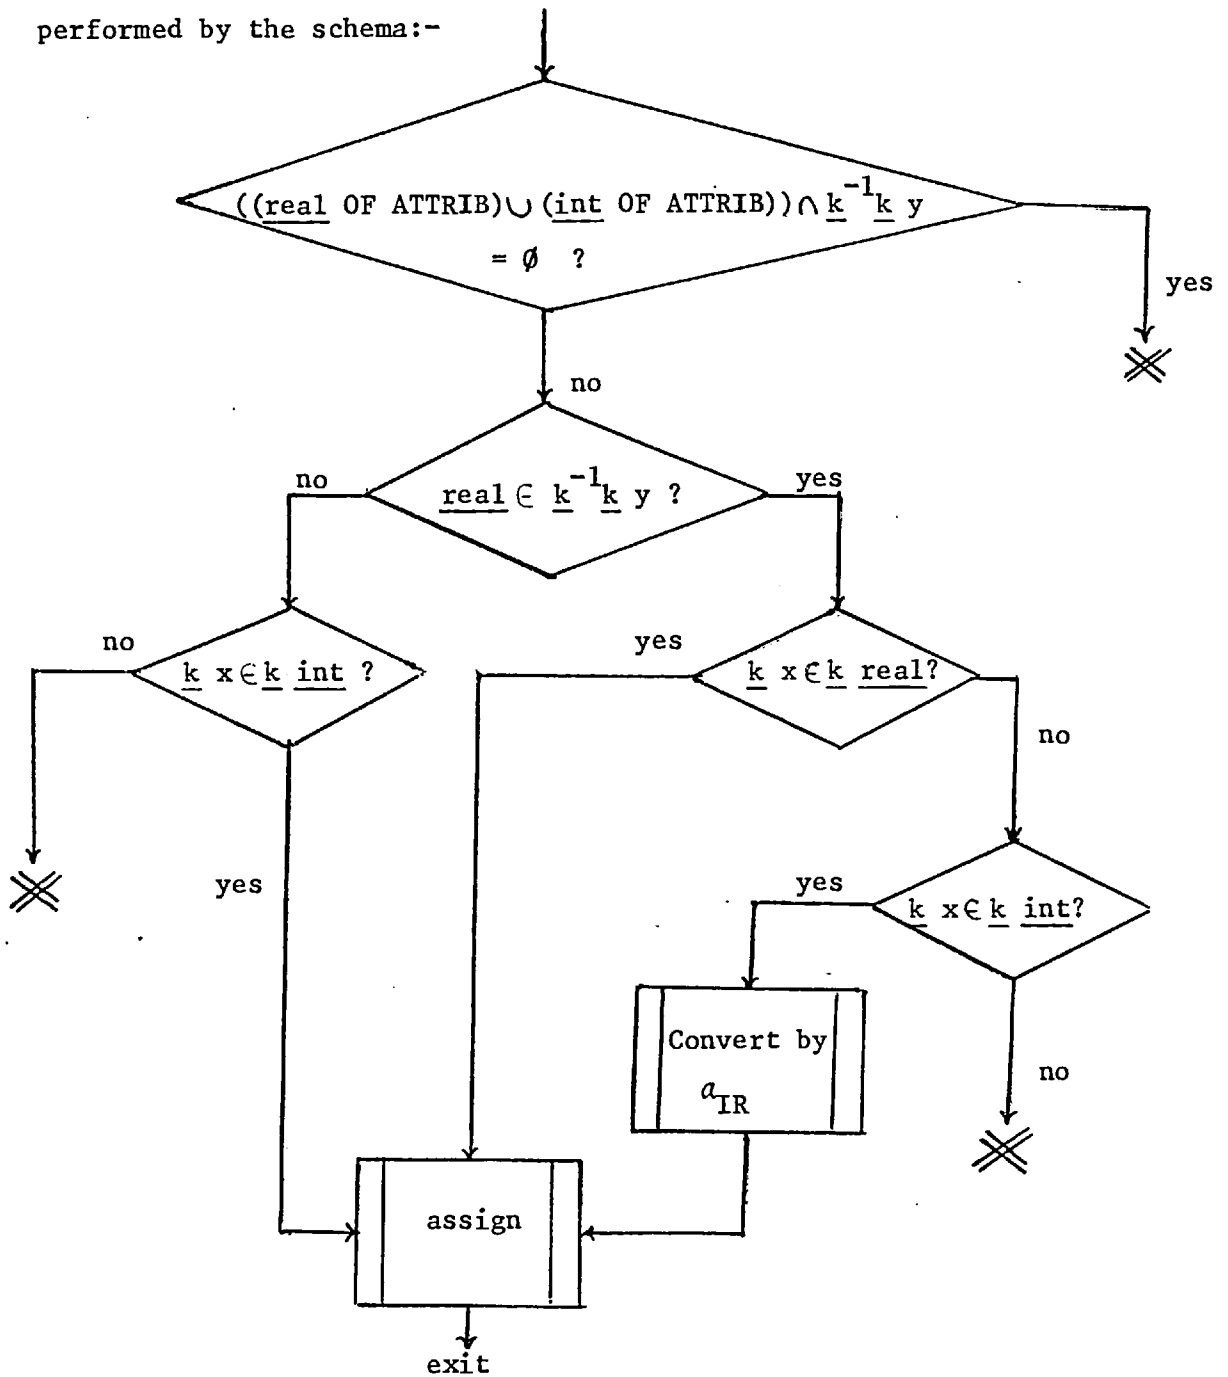 performed by the schema:-
((real OF ATTRIB)∪(int OF ATTRIB))∩k⁻¹k y
= ∅ ?
yes
no
no
real ∈ k⁻¹k y ?
yes
no
k x∈k int ?
yes
k x∈k real?
no
yes
yes
k x∈k int?
Convert by
a_IR
no
assign
exit